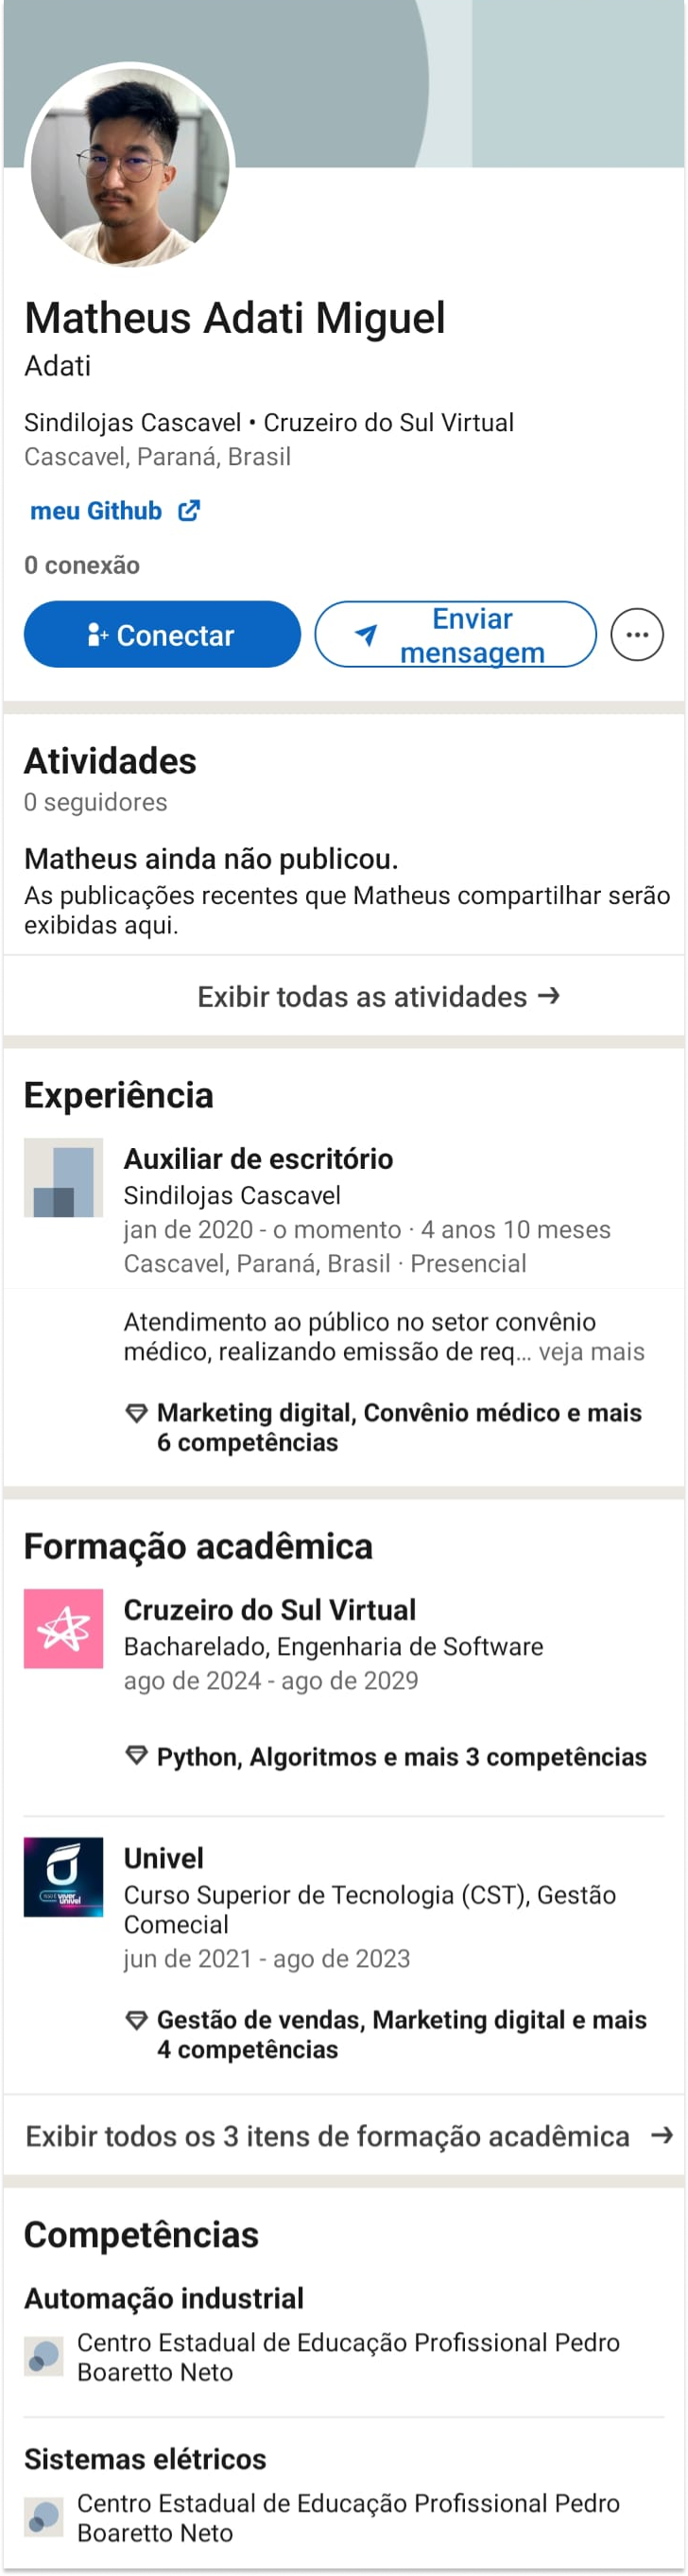 Matheus Adati Miguel
Adati
Sindilojas Cascavel • Cruzeiro do Sul Virtual
Cascavel, Paraná, Brasil
meu Github
0 conexão
Conectar
Enviar
mensagem
Atividades
0 seguidores
Matheus ainda não publicou.
As publicações recentes que Matheus compartilhar serão
exibidas aqui.
Exibir todas as atividades →
Experiência
Auxiliar de escritório
Sindilojas Cascavel
jan de 2020 - o momento · 4 anos 10 meses
Cascavel, Paraná, Brasil · Presencial
Atendimento ao público no setor convênio
médico, realizando emissão de req... veja mais
Marketing digital, Convênio médico e mais
6 competências
Formação acadêmica
Cruzeiro do Sul Virtual
Bacharelado, Engenharia de Software
ago de 2024 - ago de 2029
Python, Algoritmos e mais 3 competências
Univel
Curso Superior de Tecnologia (CST), Gestão
Comecial
jun de 2021 - ago de 2023
Gestão de vendas, Marketing digital e mais
4 competências
Exibir todos os 3 itens de formação acadêmica →
Competências
Automação industrial
Centro Estadual de Educação Profissional Pedro
Boaretto Neto
Sistemas elétricos
Centro Estadual de Educação Profissional Pedro
Boaretto Neto